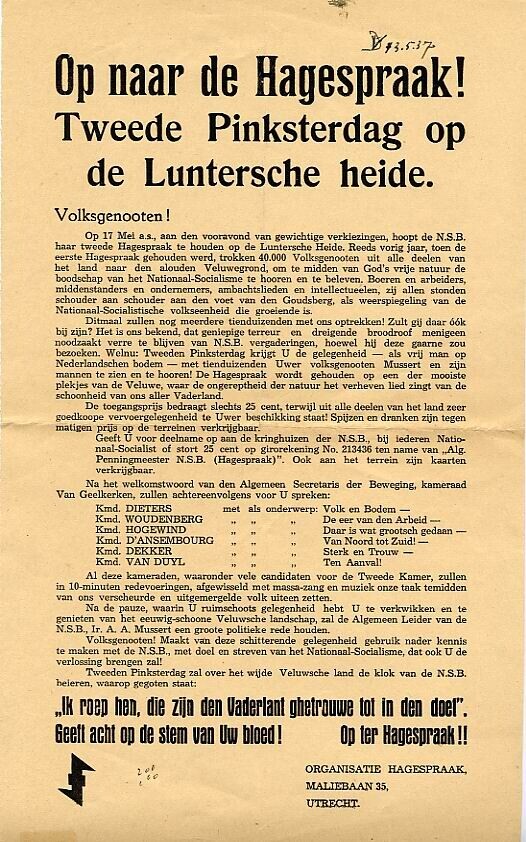 13.5.37
Op naar de Hagespraak!
Tweede Pinksterdag op
de Luntersche heide.
Volksgenooten!
Op 17 Mei a.s., aan den vooravond van gewichtige verkiezingen, hoopt de N.S.B.
haar tweede Hagespraak te houden op de Luntersche Heide. Reeds vorig jaar, toen de
eerste Hagespraak gehouden werd, trokken 40.000 Volksgenooten uit alle deelen van
het land naar den alouden Veluwegrond, om te midden van God's vrije natuur de
boodschap van het Nationaal-Socialisme te hooren en te beleven. Boeren en arbeiders,
middenstanders en ondernemers, ambachtslieden en intellectueelen, zij allen stonden
schouder aan schouder aan den voet van den Goudsberg, als weerspiegeling van de
Nationaal-Socialistische volkseenheid die groeiende is.
Ditmaal zullen nog meerdere tienduizenden met ons optrekken! Zult gij daar óók
bij zijn? Het is ons bekend, dat geniepige terreur en dreigende broodroof menigeen
noodzaakt verre te blijven van N.S.B. vergaderingen, hoewel hij deze gaarne zou
bezoeken. Welnu: Tweeden Pinksterdag krijgt U de gelegenheid — als vrij man op
Nederlandschen bodem — met tienduizenden Uwer volksgenooten Mussert en zijn
mannen te zien en te hooren! De Hagespraak wordt gehouden op een der mooiste
plekjes van de Veluwe, waar de ongereptheid der natuur het verheven lied zingt van de
schoonheid van ons aller Vaderland.
De toegangsprijs bedraagt slechts 25 cent, terwijl uit alle deelen van het land zeer
goedkoope vervoergelegenheid te Uwer beschikking staat! Spijzen en dranken zijn tegen
matigen prijs op de terreinen verkrijgbaar.
Geeft U voor deelname op aan de kringhuizen der N.S.B., bij iederen Natio-
naal-Socialist of stort 25 cent op girorekening No. 213436 ten name van „Alg.
Penningmeester N.S.B. (Hagespraak)". Ook aan het terrein zijn kaarten
verkrijgbaar.
Na het welkomstwoord van den Algemeen Secretaris der Beweging, kameraad
Van Geelkerken, zullen achtereenvolgens voor U spreken:
Kmd. DIETERS met als onderwerp: Volk en Bodem —
Kmd. WOUDENBERG „ „ „ De eer van den Arbeid —
Kmd. HOGEWIND „ „ „ Daar is wat grootsch gedaan —
Kmd. D'ANSEMBOURG „ „ „ Van Noord tot Zuid! —
Kmd. DEKKER „ „ „ Sterk en Trouw —
Kmd. VAN DUYL „ „ „ Ten Aanval!
Al deze kameraden, waaronder vele candidaten voor de Tweede Kamer, zullen
in 10-minuten redevoeringen, afgewisseld met massa-zang en muziek onze taak temidden
van ons verscheurde en uitgemergelde volk uiteen zetten.
Na de pauze, waarin U ruimschoots gelegenheid hebt U te verkwikken en te
genieten van het eeuwig-schoone Veluwsche landschap, zal de Algemeen Leider van de
N.S.B., Ir. A. A. Mussert een groote politieke rede houden.
Volksgenooten! Maakt van deze schitterende gelegenheid gebruik nader kennis
te maken met de N.S.B., met doel en streven van het Nationaal-Socialisme, dat ook U de
verlossing brengen zal!
Tweeden Pinksterdag zal over het wijde Veluwsche land de klok van de N.S.B.
beieren, waarop gegoten staat:
„Ik roep hen, die zijn den Vaderlant ghetrouwe tot in den doet".
Geeft acht op de stem van Uw bloed! Op ter Hagespraak!!
ORGANISATIE HAGESPRAAK,
MALIEBAAN 35,
UTRECHT.